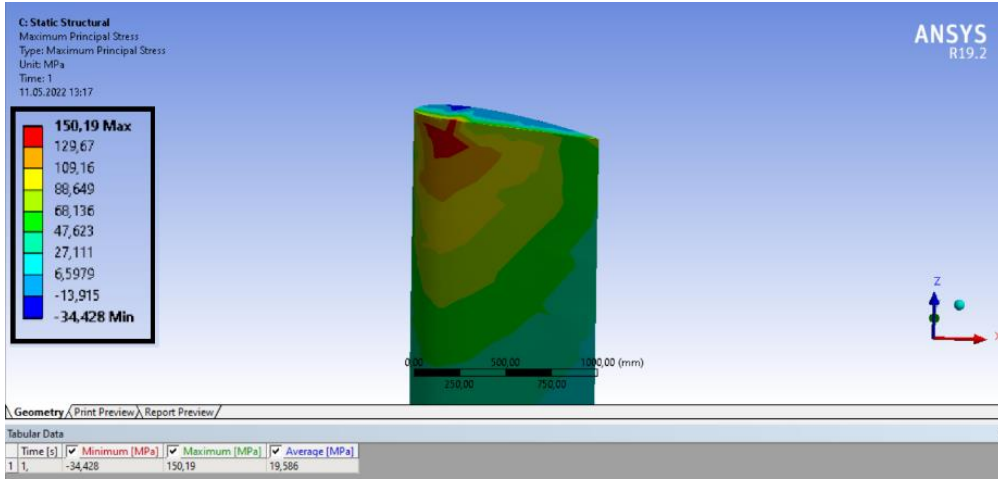 C: Static Structural
Maximum Principal Stress
Type: Maximum Principal Stress
Unit: MPa
Time: 1
11.05.2022 13:17
ANSYS
R19.2
150,19 Max
129,67
109,16
88,649
68,136
47,623
27,111
6,5979
-13,915
-34,428 Min
Z
X
0,00 500,00 1000,00 (mm)
250,00 750,00
Geometry Print Preview Report Preview
Tabular Data
Time [s] Minimum [MPa] Maximum [MPa] Average [MPa]
1 1, -34,428 150,19 19,586